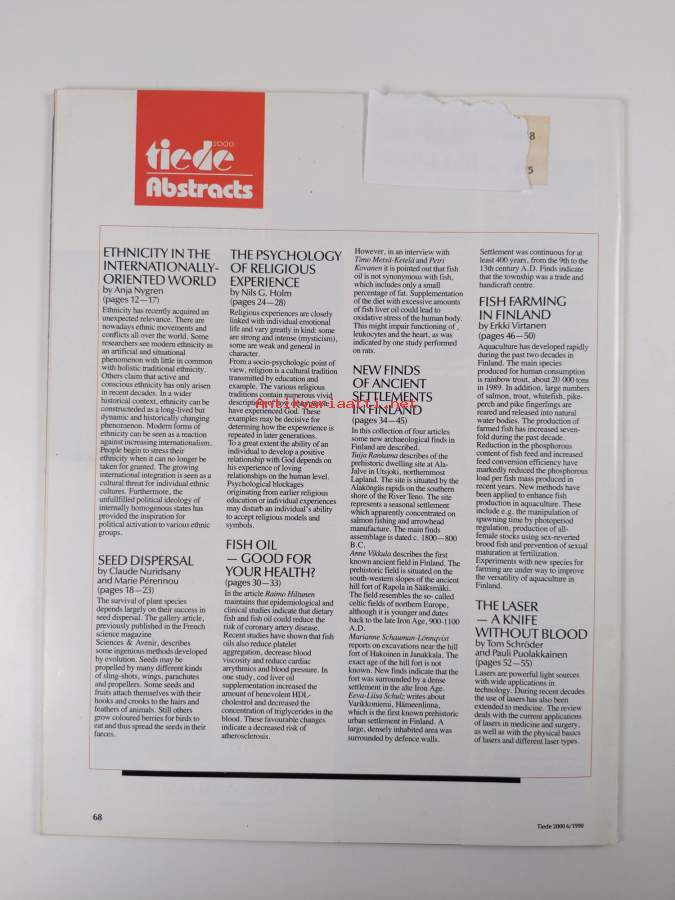 tiede 2000
Abstracts
98
5
ETHNICITY IN THE
INTERNATIONALLY-
ORIENTED WORLD
by Anja Nygren
(pages 12—17)
Ethnicity has recently acquired an
unexpected relevance. There are
nowadays ethnic movements and
conflicts all over the world. Some
researchers see modern ethnicity as
an artificial and situational
phenomenon with little in common
with holistic traditional ethnicity.
Others claim that active and
conscious ethnicity has only arisen
in recent decades. In a wider
historical context, ethnicity can be
constructeded as a long-lived but
dynamic and historically changing
phenomenon. Modern forms of
ethnicity can be seen as a reaction
against increasing internationalism.
People begin to stress their
ethnicity when it can no longer be
taken for granted. The growing
international integration is seen as a
cultural threat for individual ethnic
cultures. Furthermore, the
unfullfilled political ideology of
internally homogenous states has
provided the inspiration for
political activation to various ethnic
groups.
SEED DISPERSAL
by Claude Nuridsany
and Marie Pérennou
(pages 18—23)
The survival of plant species
depends largely on their success in
seed dispersal. The gallery article,
previously published in the French
science magazine
Sciences & Avenir, describes
some ingenious methods developed
by evolution. Seeds may be
propelled by many different kinds
of sling-shots, wings, parachutes
and propellers. Some seeds and
fruits attach themselves with their
hooks and cronks to the hairs and
feathers of animals. Still others
grow coloured berries for birds to
eat and thus spread the seeds in their
faeces.
THE PSYCHOLOGY
OF RELIGIOUS
EXPERIENCE
by Nils G. Holm
(pages 24—28)
Religious experiences are closely
linked with individual emotional
life and vary greatly in kind: some
are strong and intense (mysticism),
some are weak and general in
character.
From a socio-psychologic point of
view, religion is a cultural tradition
transmitted by education and
example. The various religious
traditions contain numerous vivid
descriptions of how people
have experienced God. These
examples may be decisive for
determing how the expewrience is
repeated in later generations.
To a great extent the ability of an
individual to develop a positive
relationship with God depends on
his experience of loving
relationships on the human level.
Psychological blockages
originating from earlier religious
education or individual experiences
may disturb an individual's ability
to accept religious models and
symbols.
FISH OIL
— GOOD FOR
YOUR HEALTH?
(pages 30—33)
In the article Raimo Hiltunen
maintains that epidemiological and
clinical studies indicate that dietary
fish and fish oil could reduce the
risk of coronary artery disease.
Recent studies have shown that fish
oils also reduce platelet
aggregation, decrease blood
viscosity and reduce cardiac
arrythmics and blood pressure. In
one study, cod liver oil
supplementation increased the
amount of benevolent HDL-
cholestrol and decreased the
concentration of triglycerides in the
blood. These favourable changes
indicate a decreased risk of
atherosclerosis.
However, in an interview with
Timo Metsä-Ketelä and Petri
Kovanen it is pointed out that fish
oil is not synonymous with fish,
which includes only a small
percentage of fat. Supplementation
of the diet with excessive amounts
of fish liver oil could lead to
oxidative stress of the human body.
This might impair functioning of
leukocytes and the heart, as was
indicated by one study performed
on rats.
NEW FINDS
OF ANCIENT
SETTLEMENTS
IN FINLAND
(pages 34—45)
In this collection of four articles
some new archaeological finds in
Finland are described.
Tuija Rankama describes of the
prehistoric dwelling site at Ala-
Jalve in Utsjoki, northernmost
Lapland. The site is situated by the
Alaköngäs rapids on the southern
shore of the River Teno. The site
represents a seasonal settlement
which apparently concentrated on
salmon fishing and arrowhead
manufacture. The main finds
assemblage is dated c. 1800—800
B.C.
Anne Vikkula describes the first
known ancient field in Finland. The
prehistoric field is situated on the
south-western slopes of the ancient
hill fort of Rapola in Sääksmäki.
The field resembles the so- called
celtic fields of northern Europe,
although it is younger and dates
back to the late Iron Age, 900-1100
A.D.
Marianne Schauman-Lönnqvist
reports on excavations near the hill
fort of Hakoinen in Janakkala. The
exact age of the hill fort is not
known. New finds indicate that the
fort was surrounded by a dense
settlement in the alte Iron Age.
Eeva-Liisa Schulz writes about
Varikkoniemi, Hämeenlinna,
which is the first known prehistoric
urban settlement in Finland. A
large, densely inhabited area was
surrounded by defence walls.
Settlement was continuous for at
least 400 years, from the 9th to the
13th century A.D. Finds indicate
that the township was a trade and
handicraft centre.
FISH FARMING
IN FINLAND
by Erkki Virtanen
(pages 46—50)
Aquaculture has developed rapidly
during the past two decades in
Finland. The main species
produced for human consumption
is rainbow trout, about 20 000 tons
in 1989. In addition, large numbers
of salmon, trout, whitefish, pike-
perch and pike fingerlings are
reared and released into natural
water bodies. The production of
farmed fish has increased seven-
fold during the past decade.
Reduction in the phosphorous
content of fish feed and increased
feed conversion efficiency have
markedly reduced the phosphorous
load per fish mass produced in
recent years. New methods have
been applied to enhance fish
production in aquaculture. These
include e.g. the manipulation of
spawning time by photoperiod
regulation, production of all-
female stocks using sex-reverted
brood fish and prevention of sexual
maturation at fertilization.
Experiments with new species for
farming are under way to improve
the versatility of aquaculture in
Finland.
THE LASER
— A KNIFE
WITHOUT BLOOD
by Tom Schröder
and Pauli Puolakkainen
(pages 52—55)
Lasers are powerful light sources
with wide applications in
technology. During recent decades
the use of lasers has also been
extended to medicine. The review
deals with the current applications
of lasers in medicine and surgery,
as well as with the physical basics
of lasers and different laser types.
Antikvariaatti.net
68
Tiede 2000 6/1990